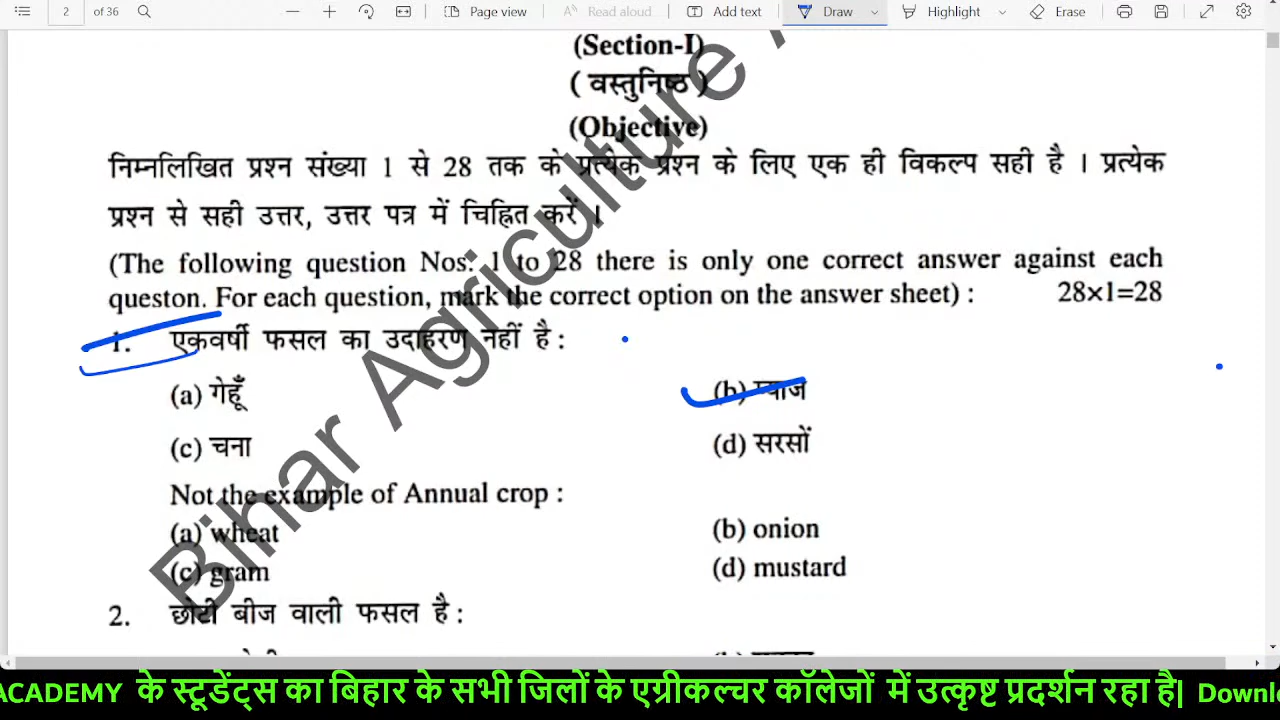 2 of 36 Page view Read aloud Add text Draw Highlight Erase
(Section-I)
( वस्तुनिष्ठ )
(Objective)
निम्नलिखित प्रश्न संख्या 1 से 28 तक के प्रत्येक प्रश्न के लिए एक ही विकल्प सही है । प्रत्येक
प्रश्न से सही उत्तर, उत्तर पत्र में चिह्नित करें ।
(The following question Nos. 1 to 28 there is only one correct answer against each
queston. For each question, mark the correct option on the answer sheet) : 28×1=28
1. एकवर्षी फसल का उदाहरण नहीं है :
(a) गेहूँ (b) प्याज
(c) चना (d) सरसों
Not the example of Annual crop :
(a) wheat (b) onion
(c) gram (d) mustard
2. छोटी बीज वाली फसल है :
Bihar Agriculture
ACADEMY के स्टूडेंट्स का बिहार के सभी जिलों के एग्रीकल्चर कॉलेजों में उत्कृष्ट प्रदर्शन रहा है| Downlo